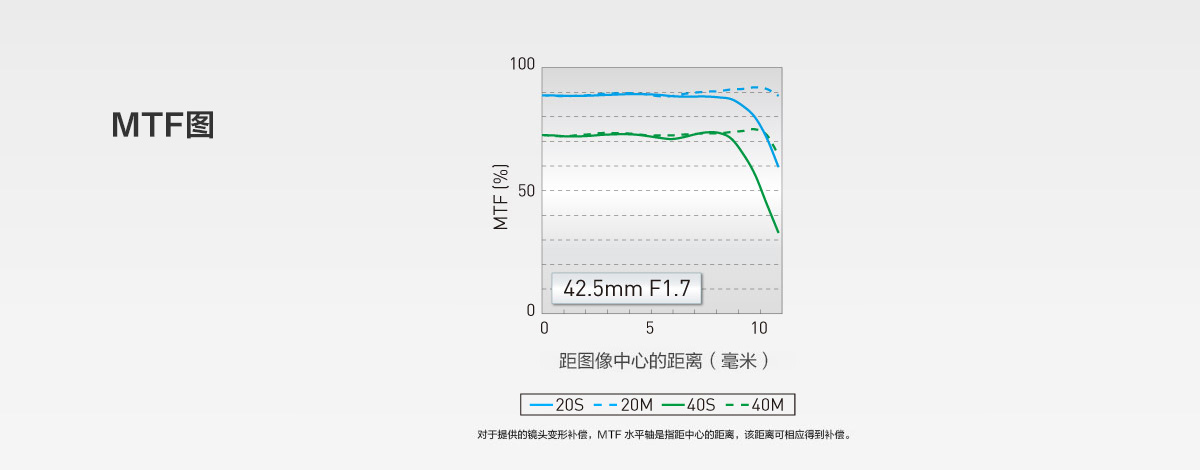 MTF图
100
MTF (%)
50
42.5mm F1.7
0
0 5 10
距图像中心的距离（毫米）
20S 20M 40S 40M
对于提供的镜头变形补偿，MTF 水平轴是指距中心的距离，该距离可相应得到补偿。